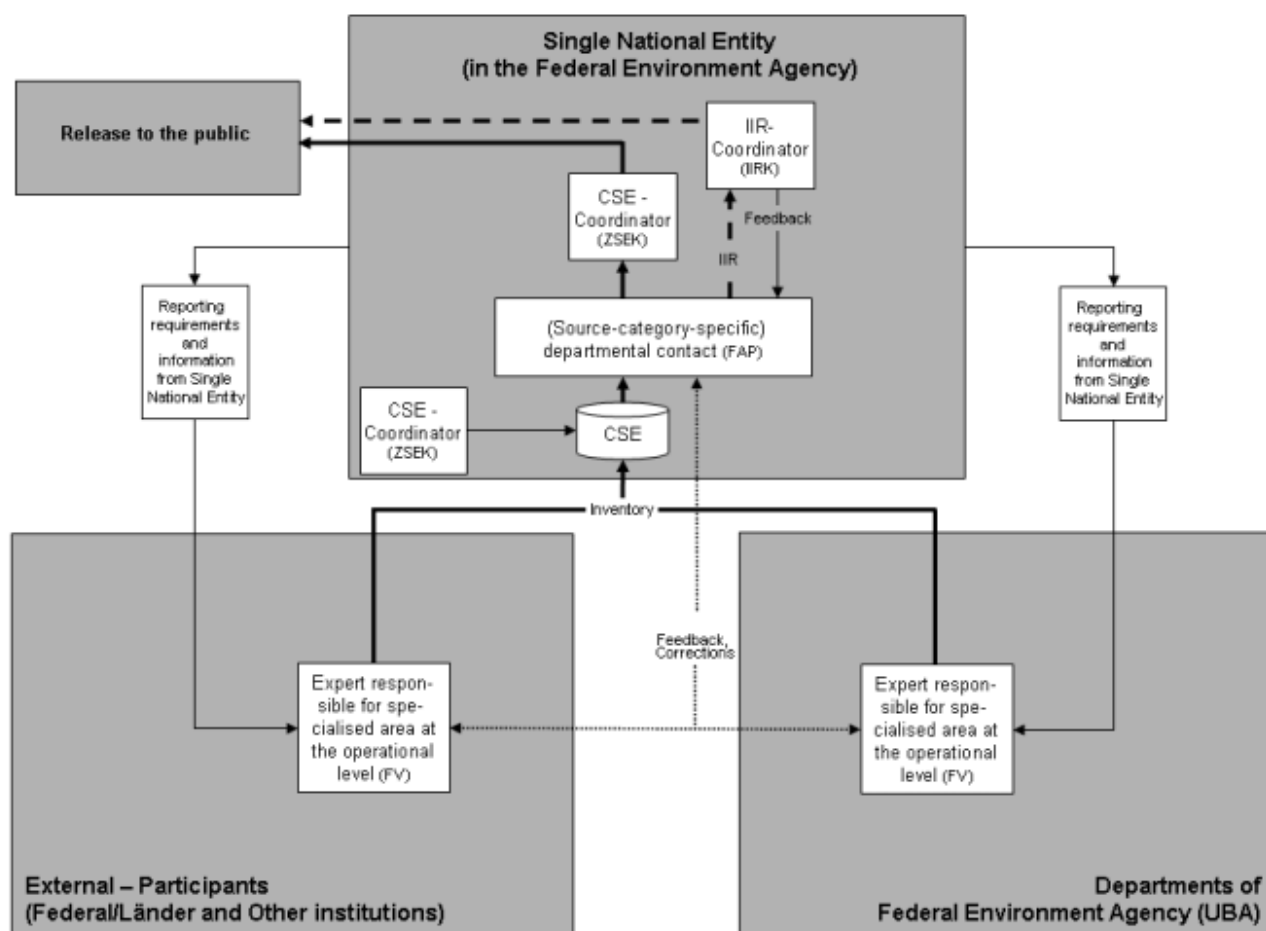 Single National Entity
(in the Federal Environment Agency)
Release to the public
IIR-
Coordinator
(IIRK)
CSE -
Coordinator
(ZSEK)
Feedback
IIR
Reporting
requirements
and
information
from Single
National Entity
(Source-category-specific)
departmental contact (FAP)
Reporting
requirements
and
information
from Single
National Entity
CSE -
Coordinator
(ZSEK)
CSE
Inventory
Feedback,
Corrections
Expert respon-
sible for spe-
cialised area at
the operational
level (FV)
Expert respon-
sible for spe-
cialised area at
the operational
level (FV)
External – Participants
(Federal/Länder and Other institutions)
Departments of
Federal Environment Agency (UBA)